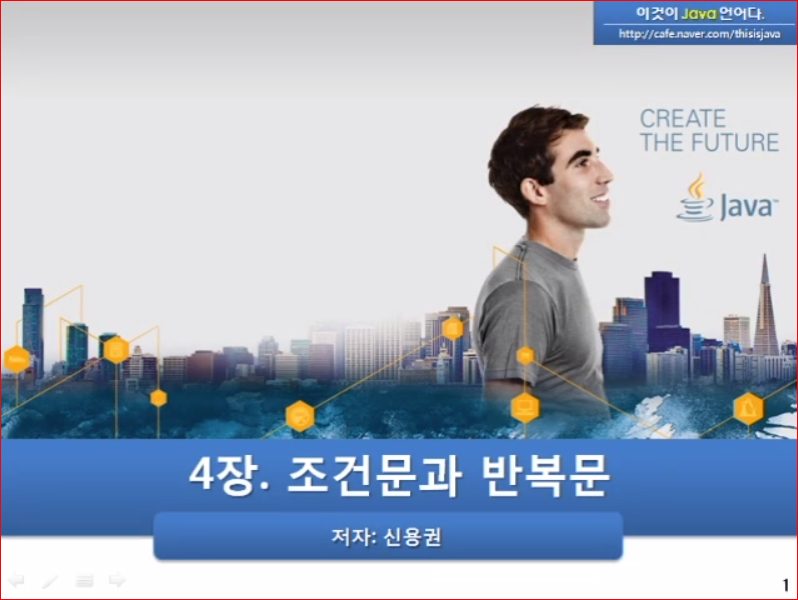 이것이 Java 언어다.
http://cafe.naver.com/thisisjava
CREATE
THE FUTURE
Java™
4장. 조건문과 반복문
저자: 신용권
1